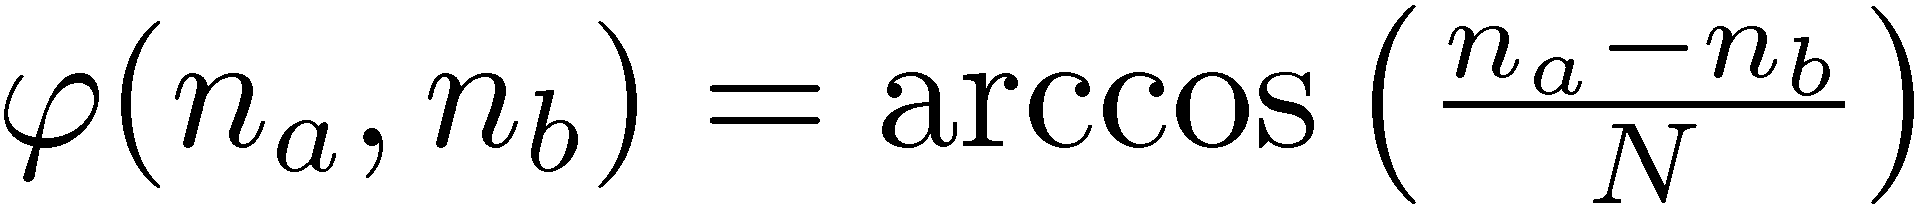 φ(n_a, n_b) = arccos((n_a − n_b)/N)